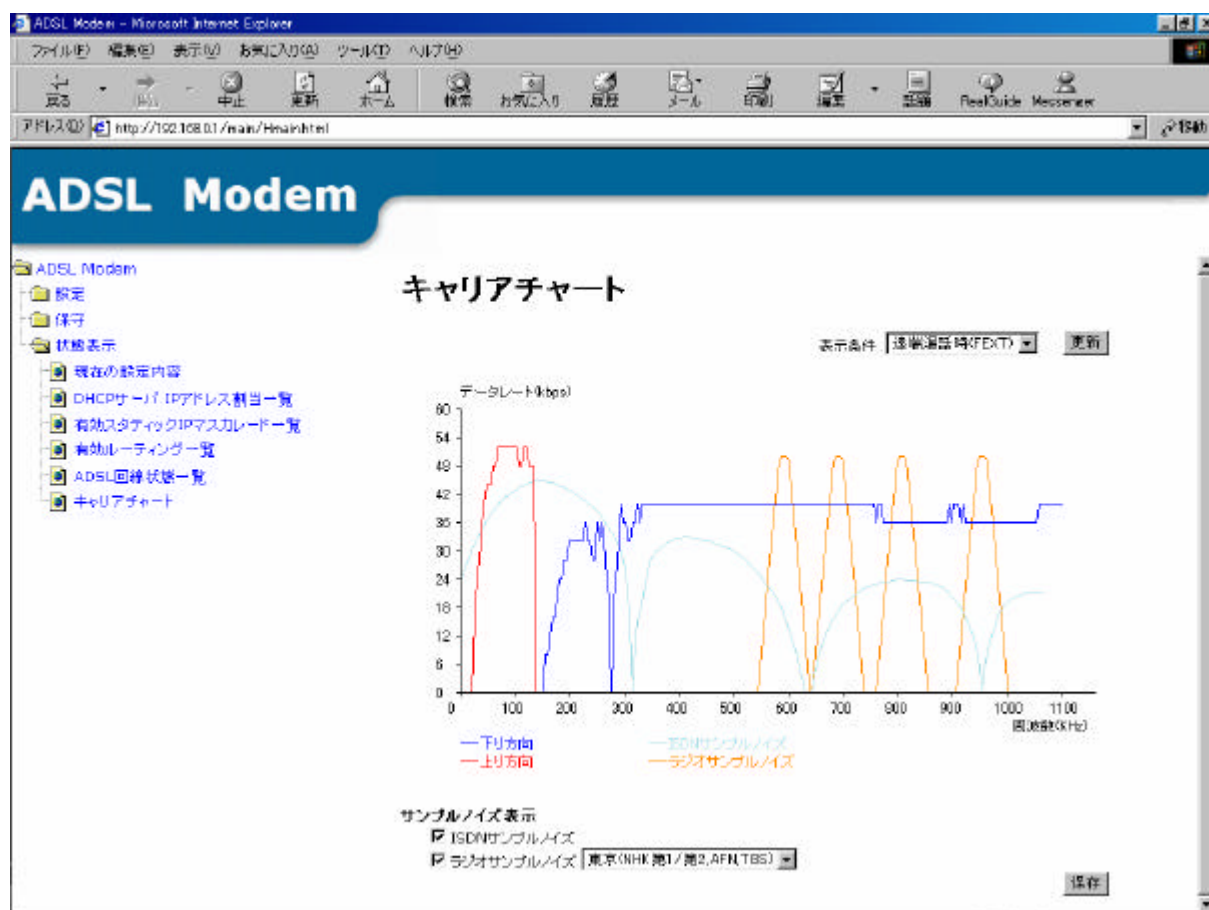 ADSL Modem - Microsoft Internet Explorer
ファイル(F) 編集(E) 表示(V) お気に入り(A) ツール(T) ヘルプ(H)
戻る 中止 更新 ホーム 検索 お気に入り 履歴 メール 印刷 編集 RealGuide Messenger
アドレス(D) http://192.168.0.1/main/Hmain.html 移動
ADSL Modem
ADSL Modem
設定
保守
状態表示
現在の設定内容
DHCPサーバ IPアドレス割当一覧
有効スタティックIPマスカレード一覧
有効ルーティング一覧
ADSL回線状態一覧
キャリアチャート
キャリアチャート
表示条件 遠端漏話時(FEXT) 更新
データレート(kbps)
60
54
48
42
36
30
24
18
12
6
0
0 100 200 300 400 500 600 700 800 900 1000 1100
周波数(kHz)
下り方向 ISDNサンプルノイズ
上り方向 ラジオサンプルノイズ
サンプルノイズ表示
ISDNサンプルノイズ
ラジオサンプルノイズ 東京(NHK第1/第2,AFN,TBS)
保存